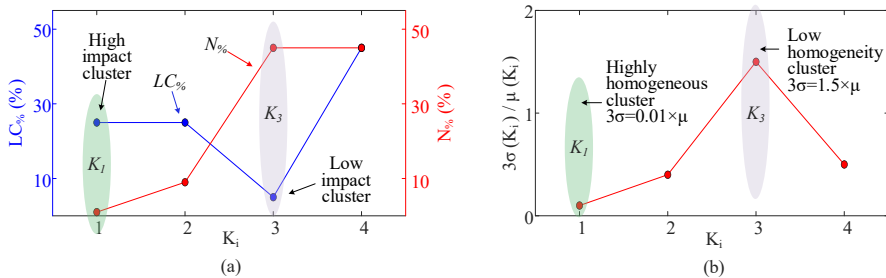 50
30
10
LC% (%)
High
impact
cluster
K1
LC%
N%
K3
Low
impact
cluster
50
30
10
N% (%)
1 2 3 4
Ki
(a)
2
1
0
3σ (Ki) / μ (Ki)
Highly
homogeneous
cluster
3σ=0.01×μ
K1
Low
homogeneity
cluster
3σ=1.5×μ
K3
1 2 3 4
Ki
(b)